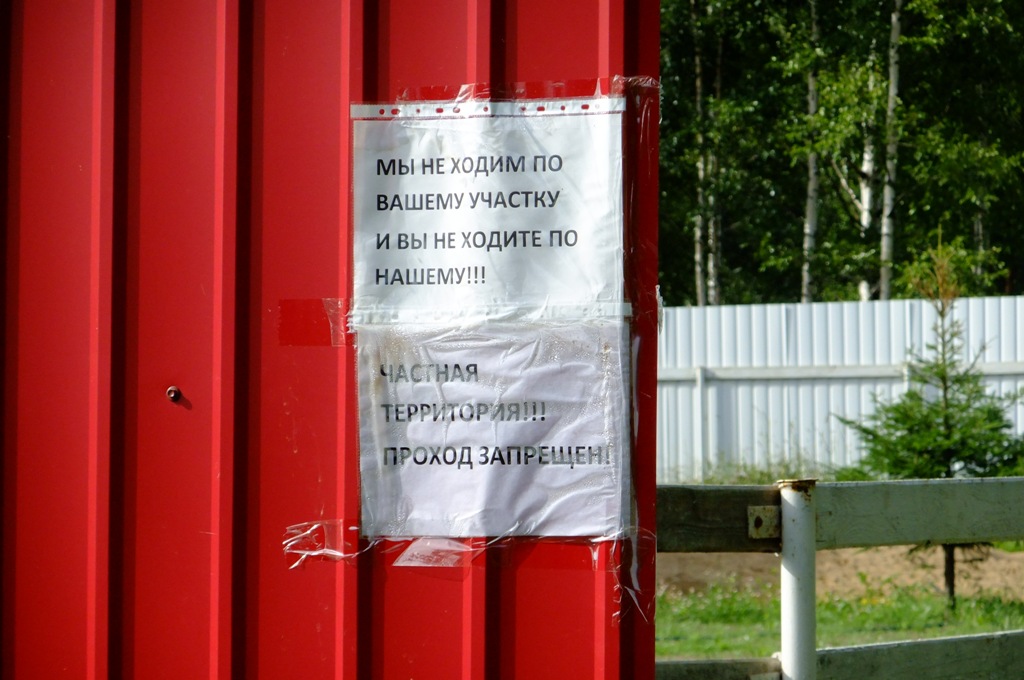 МЫ НЕ ХОДИМ ПО
ВАШЕМУ УЧАСТКУ
И ВЫ НЕ ХОДИТЕ ПО
НАШЕМУ!!!
ЧАСТНАЯ
ТЕРРИТОРИЯ!!!
ПРОХОД ЗАПРЕЩЕН!